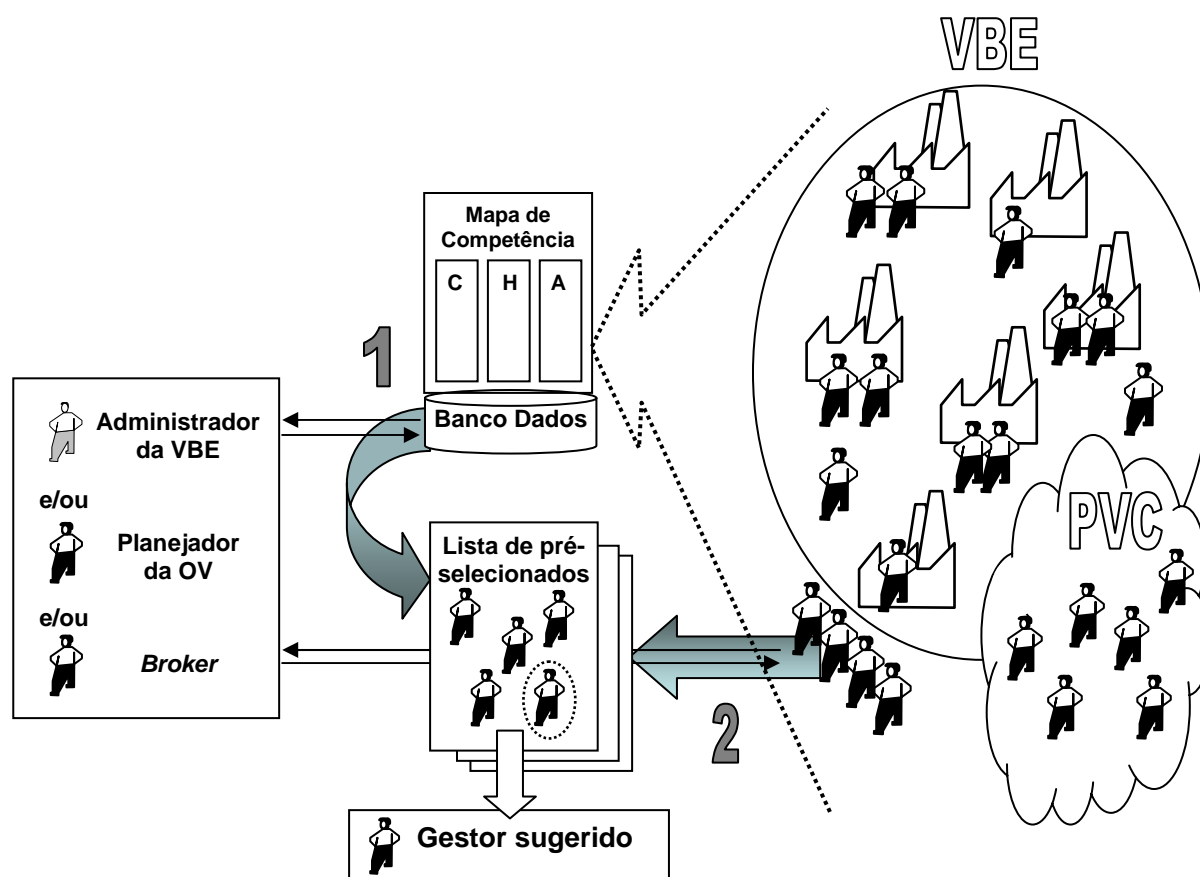 VBE
Mapa de
Competência
C H A
1
Banco Dados
Administrador
da VBE
e/ou
Planejador
da OV
e/ou
Broker
Lista de pré-
selecionados
PVC
2
Gestor sugerido